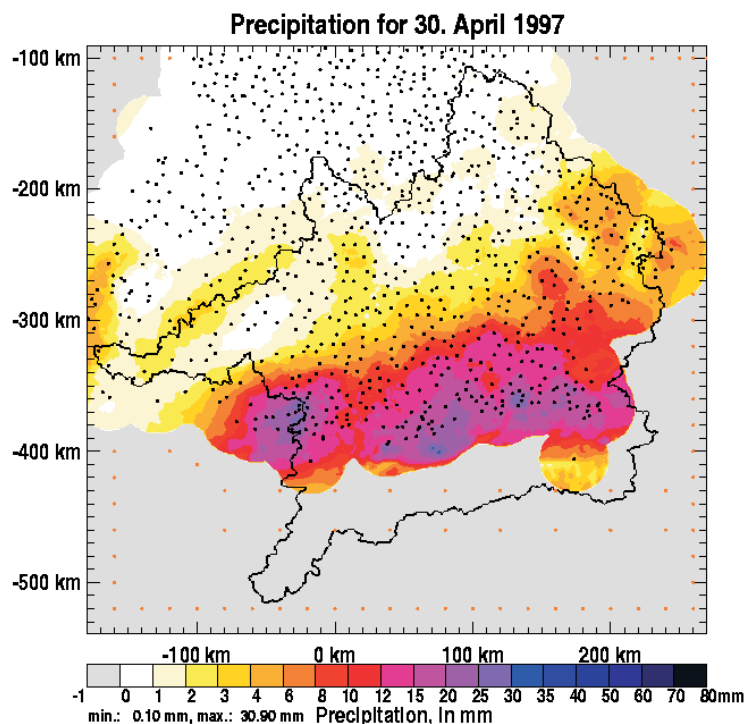 Precipitation for 30. April 1997
-100 km
-200 km
-300 km
-400 km
-500 km
-100 km 0 km 100 km 200 km
-1 0 1 2 3 4 6 8 10 12 15 20 25 30 35 40 45 50 60 70 80mm
min.: 0.10 mm, max.: 30.90 mm Precipitation, in mm